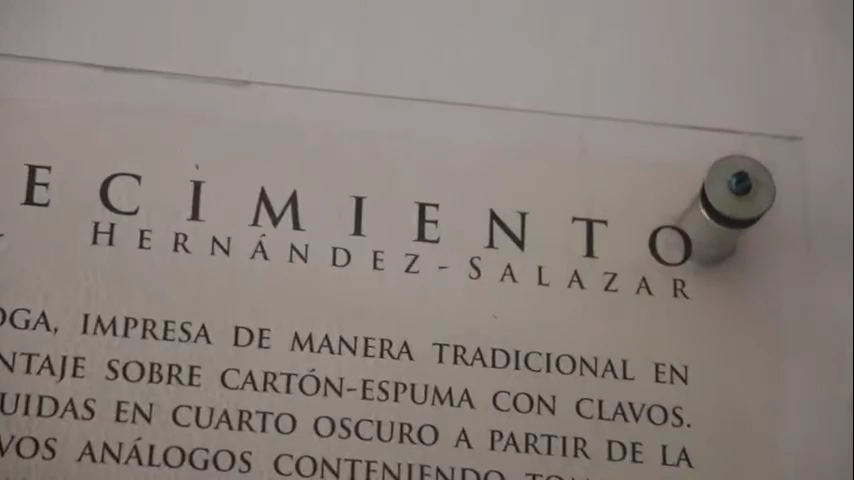 ECIMIENTO
HERNÁNDEZ-SALAZAR
OGA, IMPRESA DE MANERA TRADICIONAL EN
NTAJE SOBRE CARTÓN-ESPUMA CON CLAVOS.
UIDAS EN CUARTO OSCURO A PARTIR DE LA
VOS ANÁLOGOS CONTENIENDO